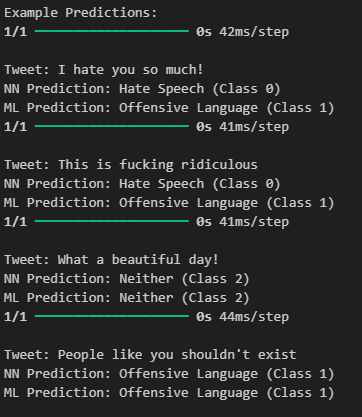 Example Predictions:
1/1 ━━━━━━━━━━━━━━━━━━━━ 0s 42ms/step
Tweet: I hate you so much!
NN Prediction: Hate Speech (Class 0)
ML Prediction: Offensive Language (Class 1)
1/1 ━━━━━━━━━━━━━━━━━━━━ 0s 41ms/step
Tweet: This is fucking ridiculous
NN Prediction: Hate Speech (Class 0)
ML Prediction: Offensive Language (Class 1)
1/1 ━━━━━━━━━━━━━━━━━━━━ 0s 41ms/step
Tweet: What a beautiful day!
NN Prediction: Neither (Class 2)
ML Prediction: Neither (Class 2)
1/1 ━━━━━━━━━━━━━━━━━━━━ 0s 44ms/step
Tweet: People like you shouldn't exist
NN Prediction: Offensive Language (Class 1)
ML Prediction: Offensive Language (Class 1)